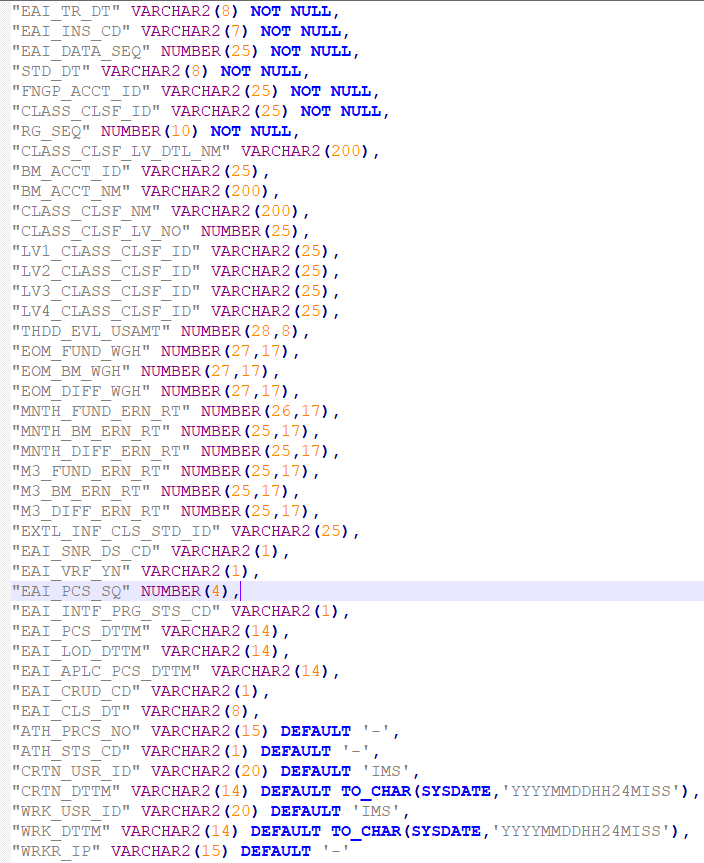 "EAI_TR_DT" VARCHAR2(8) NOT NULL,
"EAI_INS_CD" VARCHAR2(7) NOT NULL,
"EAI_DATA_SEQ" NUMBER(25) NOT NULL,
"STD_DT" VARCHAR2(8) NOT NULL,
"FNGP_ACCT_ID" VARCHAR2(25) NOT NULL,
"CLASS_CLSF_ID" VARCHAR2(25) NOT NULL,
"RG_SEQ" NUMBER(10) NOT NULL,
"CLASS_CLSF_LV_DTL_NM" VARCHAR2(200),
"BM_ACCT_ID" VARCHAR2(25),
"BM_ACCT_NM" VARCHAR2(200),
"CLASS_CLSF_NM" VARCHAR2(200),
"CLASS_CLSF_LV_NO" NUMBER(25),
"LV1_CLASS_CLSF_ID" VARCHAR2(25),
"LV2_CLASS_CLSF_ID" VARCHAR2(25),
"LV3_CLASS_CLSF_ID" VARCHAR2(25),
"LV4_CLASS_CLSF_ID" VARCHAR2(25),
"THDD_EVL_USAMT" NUMBER(28,8),
"EOM_FUND_WGH" NUMBER(27,17),
"EOM_BM_WGH" NUMBER(27,17),
"EOM_DIFF_WGH" NUMBER(27,17),
"MNTH_FUND_ERN_RT" NUMBER(26,17),
"MNTH_BM_ERN_RT" NUMBER(25,17),
"MNTH_DIFF_ERN_RT" NUMBER(25,17),
"M3_FUND_ERN_RT" NUMBER(25,17),
"M3_BM_ERN_RT" NUMBER(25,17),
"M3_DIFF_ERN_RT" NUMBER(25,17),
"EXTL_INF_CLS_STD_ID" VARCHAR2(25),
"EAI_SNR_DS_CD" VARCHAR2(1),
"EAI_VRF_YN" VARCHAR2(1),
"EAI_PCS_SQ" NUMBER(4),
"EAI_INTF_PRG_STS_CD" VARCHAR2(1),
"EAI_PCS_DTTM" VARCHAR2(14),
"EAI_LOD_DTTM" VARCHAR2(14),
"EAI_APLC_PCS_DTTM" VARCHAR2(14),
"EAI_CRUD_CD" VARCHAR2(1),
"EAI_CLS_DT" VARCHAR2(8),
"ATH_PRCS_NO" VARCHAR2(15) DEFAULT '-',
"ATH_STS_CD" VARCHAR2(1) DEFAULT '-',
"CRTN_USR_ID" VARCHAR2(20) DEFAULT 'IMS',
"CRTN_DTTM" VARCHAR2(14) DEFAULT TO_CHAR(SYSDATE,'YYYYMMDDHH24MISS'),
"WRK_USR_ID" VARCHAR2(20) DEFAULT 'IMS',
"WRK_DTTM" VARCHAR2(14) DEFAULT TO_CHAR(SYSDATE,'YYYYMMDDHH24MISS'),
"WRKR_IP" VARCHAR2(15) DEFAULT '-'